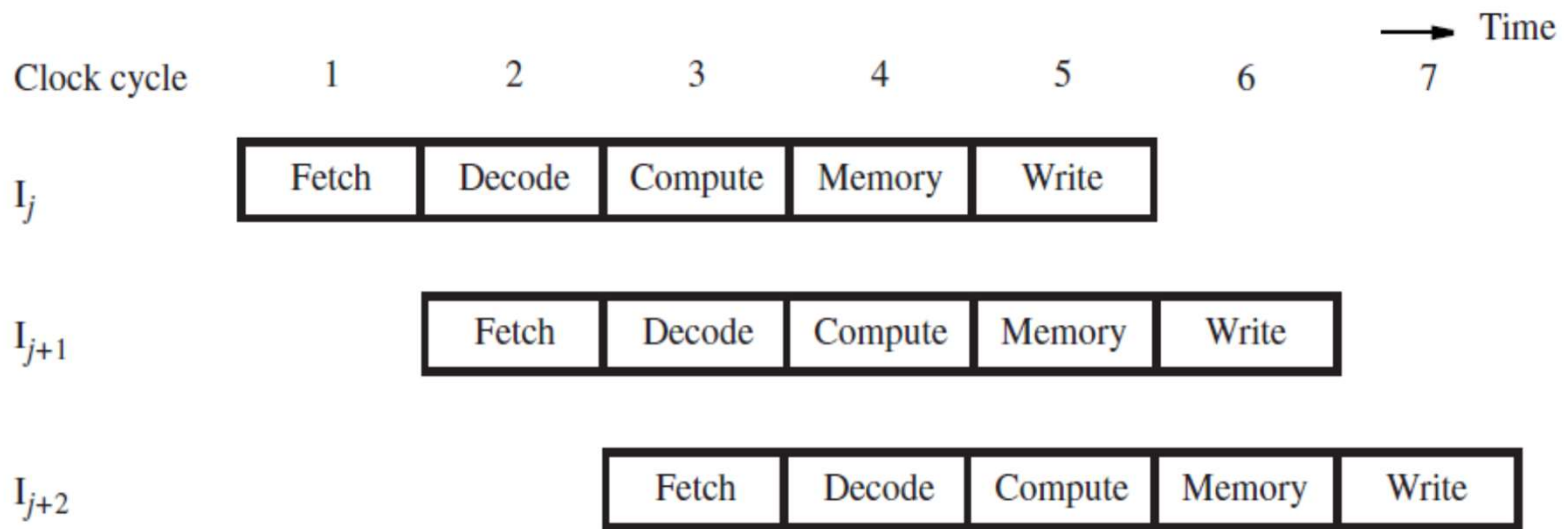 Time
Clock cycle 1 2 3 4 5 6 7
Ij Fetch Decode Compute Memory Write
Ij+1 Fetch Decode Compute Memory Write
Ij+2 Fetch Decode Compute Memory Write